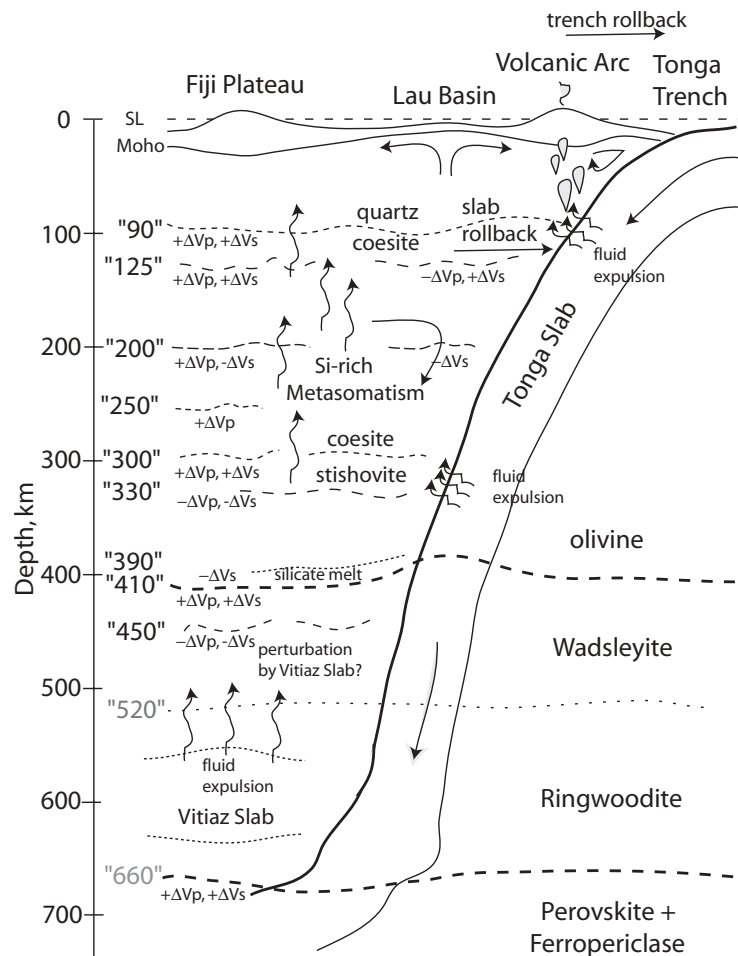 trench rollback
Volcanic Arc
Tonga
Trench
Fiji Plateau
Lau Basin
0
SL
Moho
"90"
+ΔVp, +ΔVs
quartz
coesite
slab
rollback
100
fluid
expulsion
"125"
+ΔVp, +ΔVs
−ΔVp, +ΔVs
Tonga Slab
200
"200"
+ΔVp, -ΔVs
−ΔVs
Si-rich
Metasomatism
"250"
+ΔVp
coesite
300
"300"
+ΔVp, +ΔVs
stishovite
"330"
−ΔVp, -ΔVs
fluid
expulsion
Depth, km
olivine
"390"
−ΔVs
silicate melt
400
"410"
+ΔVp, +ΔVs
"450"
−ΔVp, -ΔVs
perturbation
by Vitiaz Slab?
Wadsleyite
500
"520"
fluid
expulsion
600
Vitiaz Slab
Ringwoodite
"660"
+ΔVp, +ΔVs
700
Perovskite +
Ferropericlase